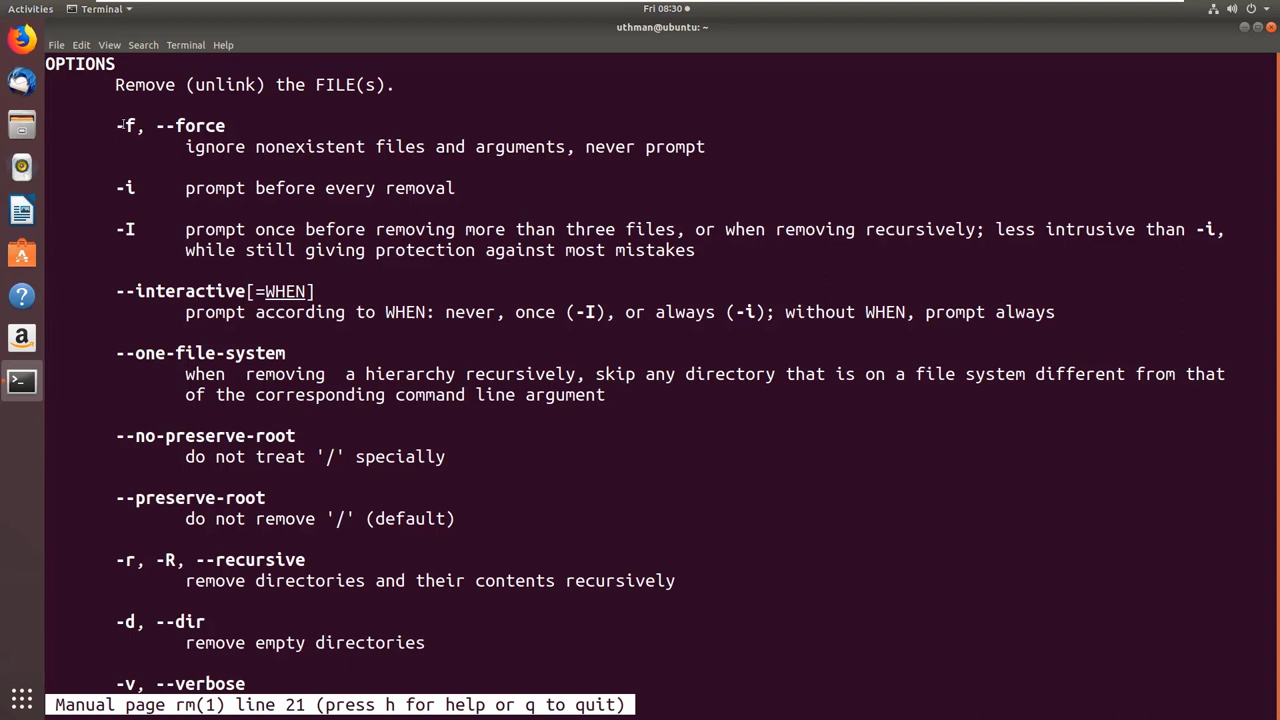 Activities Terminal Fri 08:30
uthman@ubuntu: ~
File Edit View Search Terminal Help
OPTIONS
Remove (unlink) the FILE(s).
-f, --force
ignore nonexistent files and arguments, never prompt
-i prompt before every removal
-I prompt once before removing more than three files, or when removing recursively; less intrusive than -i,
while still giving protection against most mistakes
--interactive[=WHEN]
prompt according to WHEN: never, once (-I), or always (-i); without WHEN, prompt always
--one-file-system
when removing a hierarchy recursively, skip any directory that is on a file system different from that
of the corresponding command line argument
--no-preserve-root
do not treat '/' specially
--preserve-root
do not remove '/' (default)
-r, -R, --recursive
remove directories and their contents recursively
-d, --dir
remove empty directories
-v, --verbose
Manual page rm(1) line 21 (press h for help or q to quit)